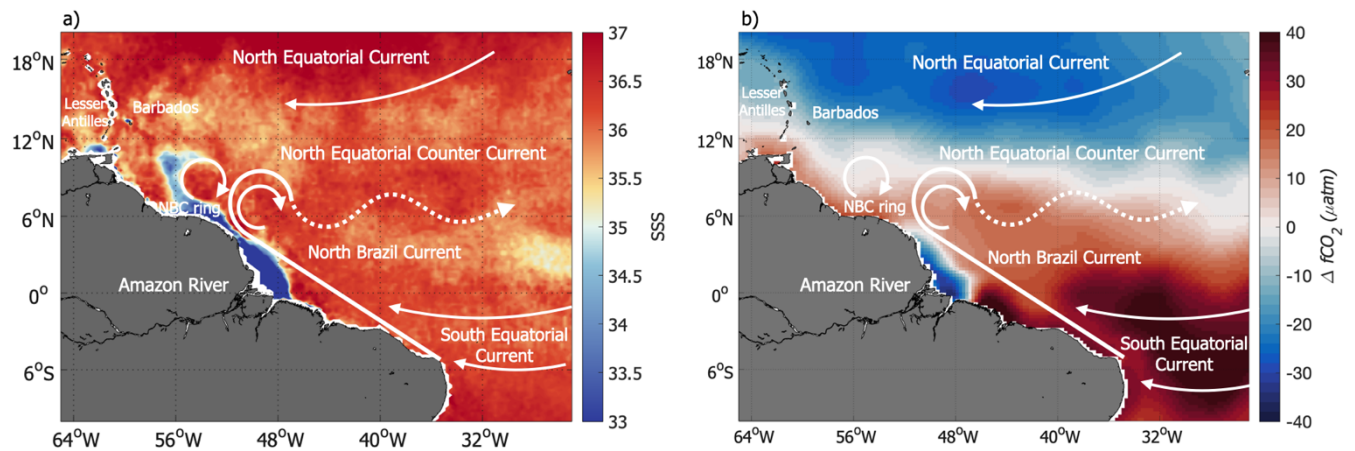 a)
18°N
12°N
6°N
0°
6°S
64°W
56°W
48°W
40°W
32°W
North Equatorial Current
Lesser
Antilles
Barbados
North Equatorial Counter Current
NBC ring
North Brazil Current
Amazon River
South Equatorial
Current
37
36.5
36
35.5
35
34.5
34
33.5
33
SSS
b)
18°N
12°N
6°N
0°
6°S
64°W
56°W
48°W
40°W
32°W
North Equatorial Current
Lesser
Antilles
Barbados
North Equatorial Counter Current
NBC ring
North Brazil Current
Amazon River
South Equatorial
Current
40
30
20
10
0
-10
-20
-30
-40
Δ fCO₂ (μatm)